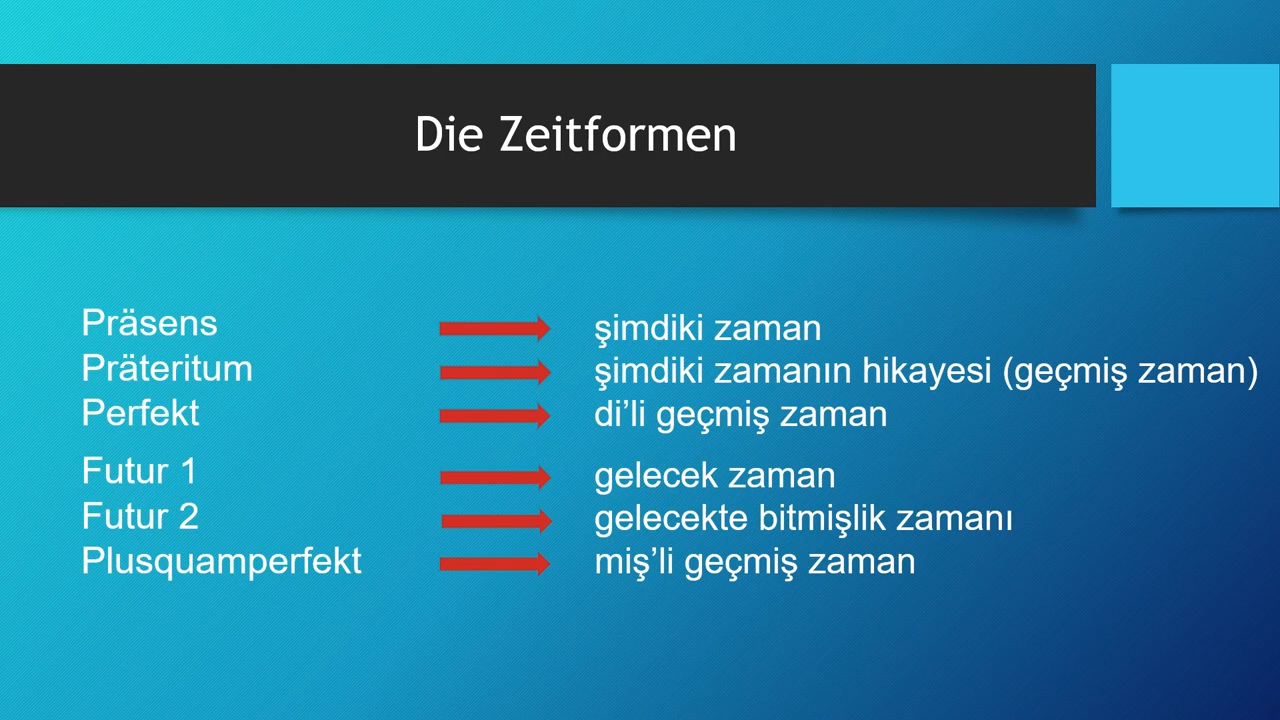 Die Zeitformen
Präsens şimdiki zaman
Präteritum şimdiki zamanın hikayesi (geçmiş zaman)
Perfekt di’li geçmiş zaman
Futur 1 gelecek zaman
Futur 2 gelecekte bitmişlik zamanı
Plusquamperfekt miş’li geçmiş zaman